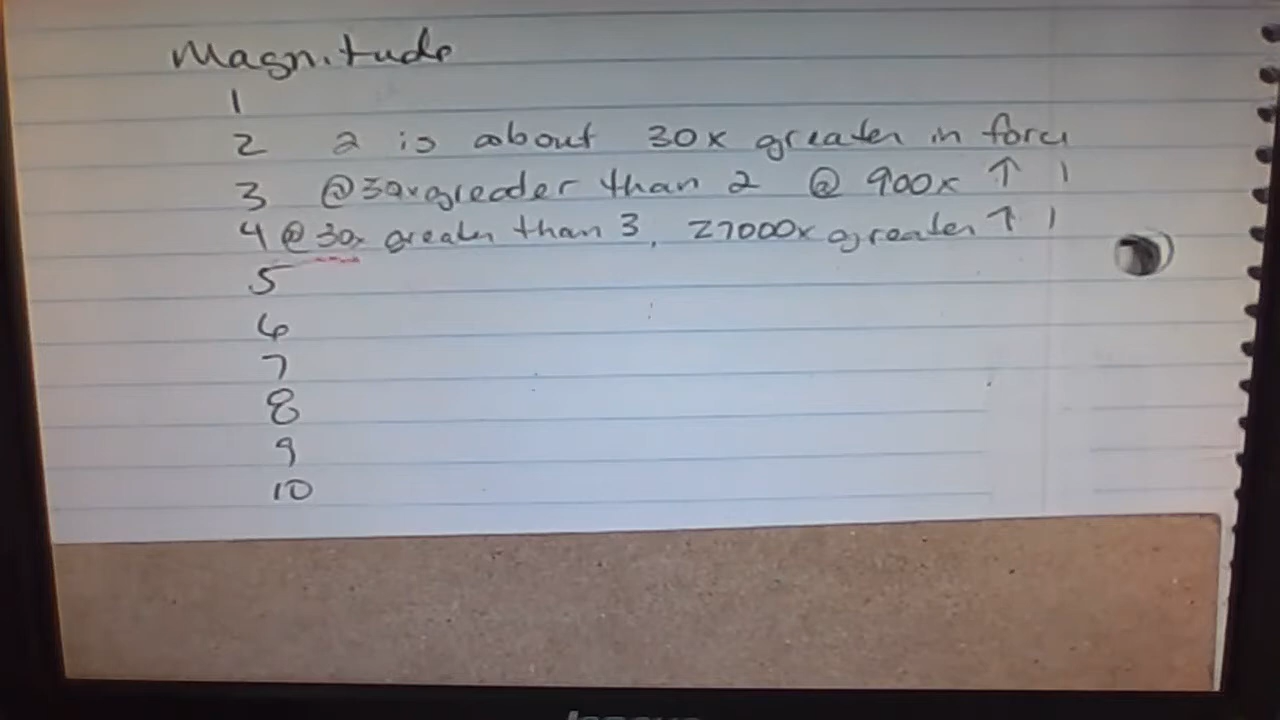 Magnitude
1
2 2 is about 30x greater in force
3 @30x greader than 2 @ 900x ↑ 1
4 @ 30x greater than 3, 27000x greater ↑ 1
5
6
7
8
9
10